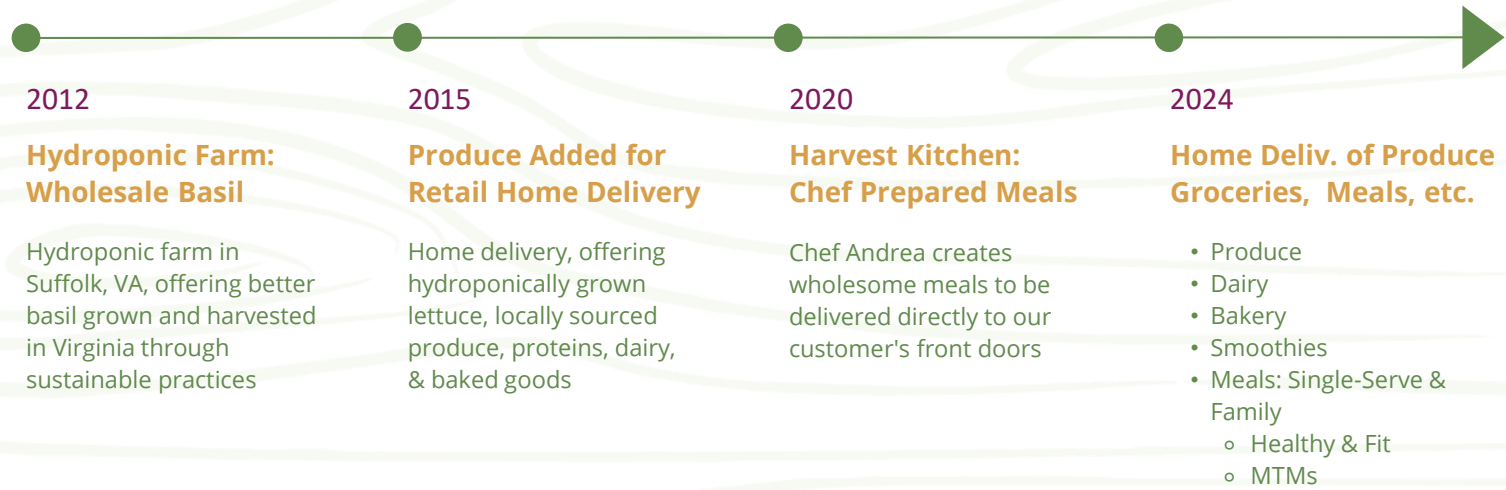 2012
Hydroponic Farm:
Wholesale Basil
Hydroponic farm in
Suffolk, VA, offering better
basil grown and harvested
in Virginia through
sustainable practices
2015
Produce Added for
Retail Home Delivery
Home delivery, offering
hydroponically grown
lettuce, locally sourced
produce, proteins, dairy,
& baked goods
2020
Harvest Kitchen:
Chef Prepared Meals
Chef Andrea creates
wholesome meals to be
delivered directly to our
customer's front doors
2024
Home Deliv. of Produce
Groceries,  Meals, etc.
• Produce
• Dairy
• Bakery
• Smoothies
• Meals: Single-Serve &
Family
◦ Healthy & Fit
◦ MTMs